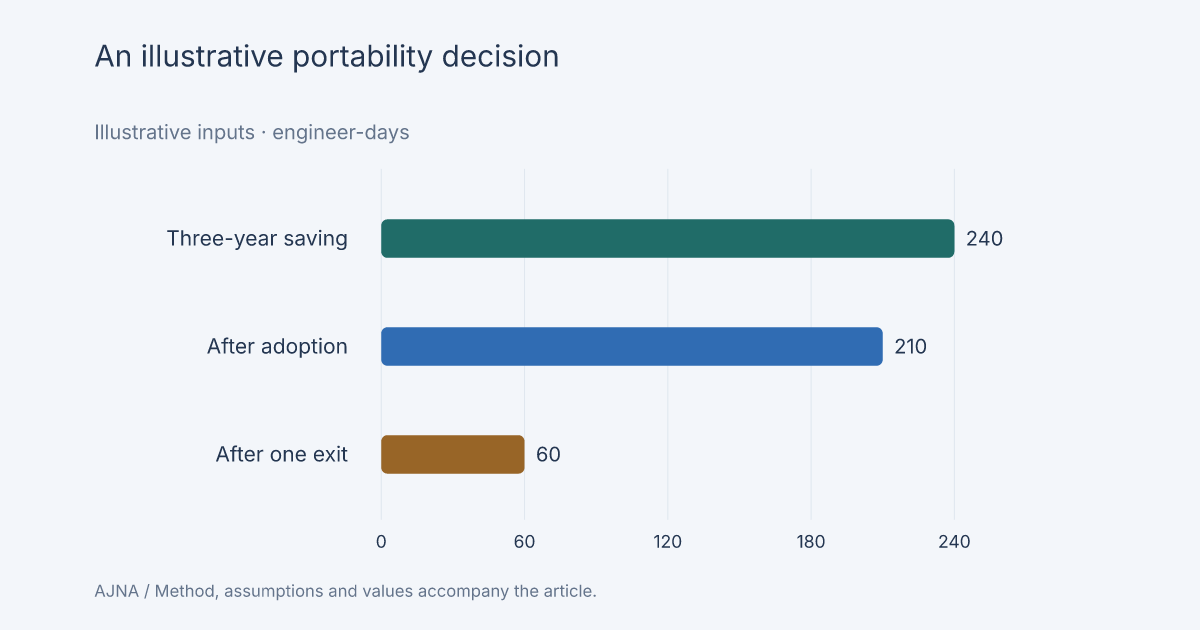 An illustrative portability decision
Illustrative inputs · engineer-days
Three-year saving 240
After adoption 210
After one exit 60
0 60 120 180 240
AJNA / Method, assumptions and values accompany the article.